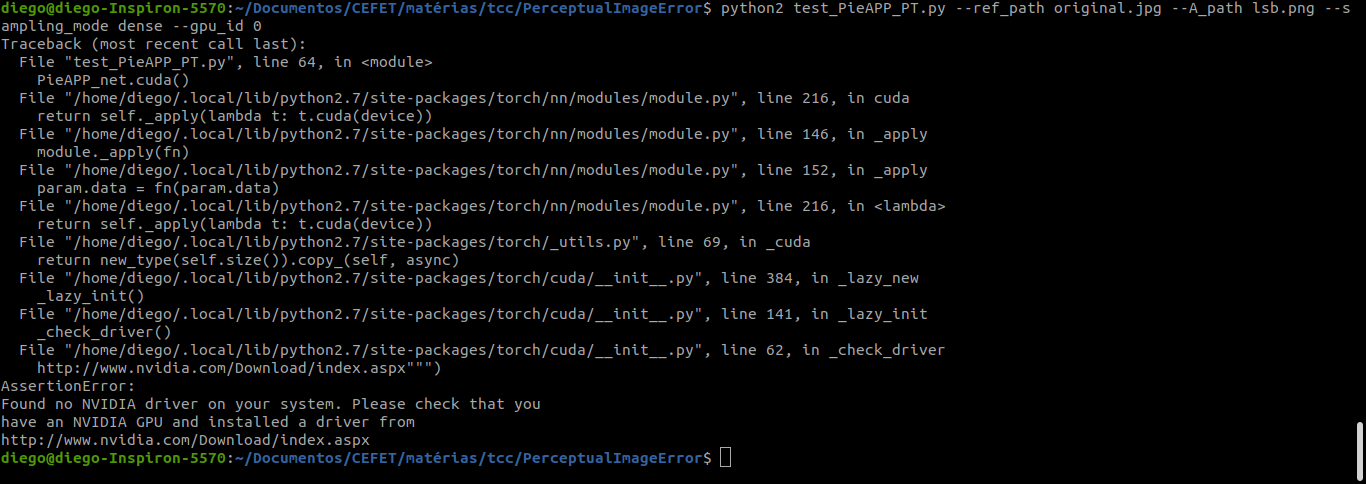 diego@diego-Inspiron-5570:~/Documentos/CEFET/matérias/tcc/PerceptualImageError$ python2 test_PieAPP_PT.py --ref_path original.jpg --A_path lsb.png --s
ampling_mode dense --gpu_id 0
Traceback (most recent call last):
  File "test_PieAPP_PT.py", line 64, in <module>
    PieAPP_net.cuda()
  File "/home/diego/.local/lib/python2.7/site-packages/torch/nn/modules/module.py", line 216, in cuda
    return self._apply(lambda t: t.cuda(device))
  File "/home/diego/.local/lib/python2.7/site-packages/torch/nn/modules/module.py", line 146, in _apply
    module._apply(fn)
  File "/home/diego/.local/lib/python2.7/site-packages/torch/nn/modules/module.py", line 152, in _apply
    param.data = fn(param.data)
  File "/home/diego/.local/lib/python2.7/site-packages/torch/nn/modules/module.py", line 216, in <lambda>
    return self._apply(lambda t: t.cuda(device))
  File "/home/diego/.local/lib/python2.7/site-packages/torch/_utils.py", line 69, in _cuda
    return new_type(self.size()).copy_(self, async)
  File "/home/diego/.local/lib/python2.7/site-packages/torch/cuda/__init__.py", line 384, in _lazy_new
    _lazy_init()
  File "/home/diego/.local/lib/python2.7/site-packages/torch/cuda/__init__.py", line 141, in _lazy_init
    _check_driver()
  File "/home/diego/.local/lib/python2.7/site-packages/torch/cuda/__init__.py", line 62, in _check_driver
    http://www.nvidia.com/Download/index.aspx""")
AssertionError:
Found no NVIDIA driver on your system. Please check that you
have an NVIDIA GPU and installed a driver from
http://www.nvidia.com/Download/index.aspx
diego@diego-Inspiron-5570:~/Documentos/CEFET/matérias/tcc/PerceptualImageError$